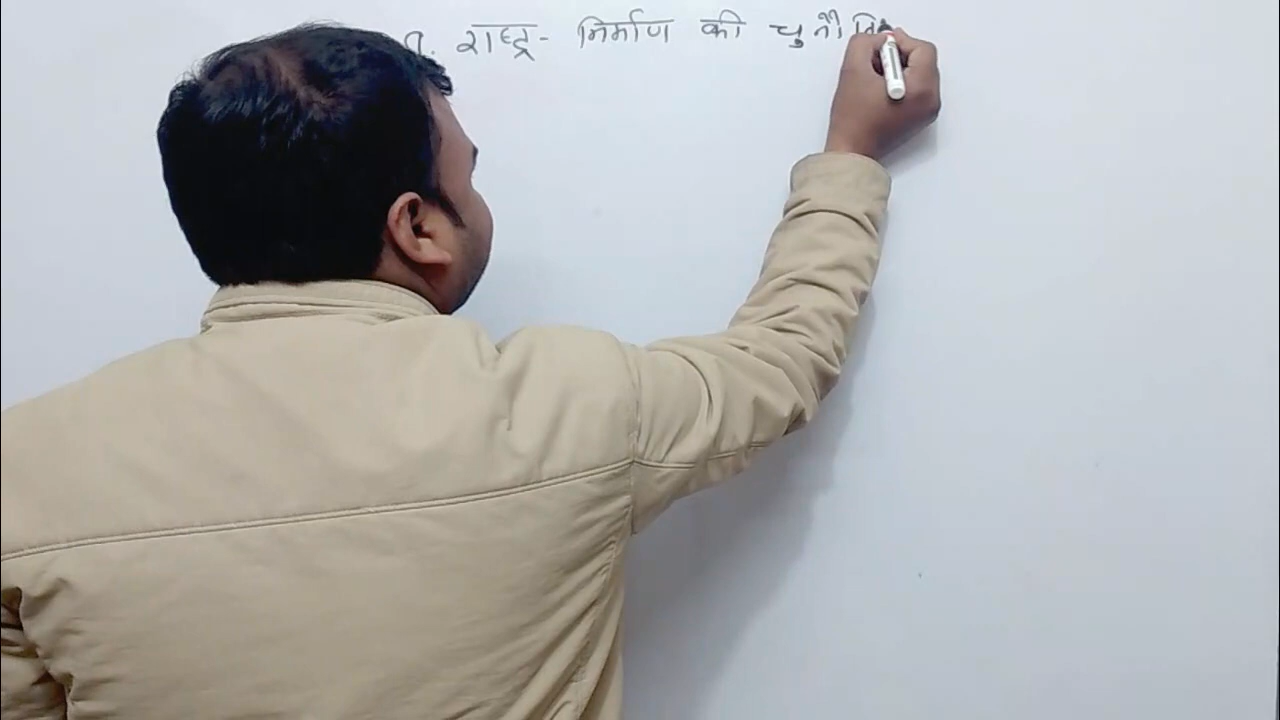 1. राष्ट्र- निर्माण की चुनौति